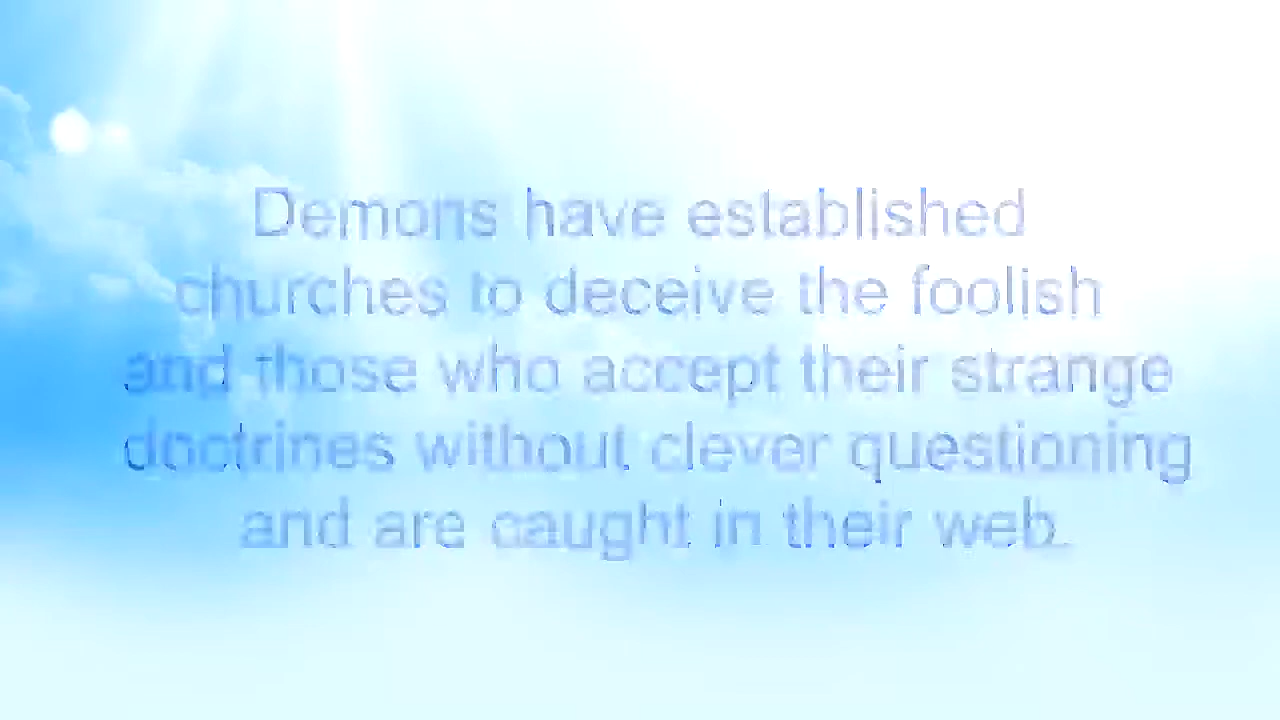 Demons have established
churches to deceive the foolish
and those who accept their strange
doctrines without clever questioning
and are caught in their web.